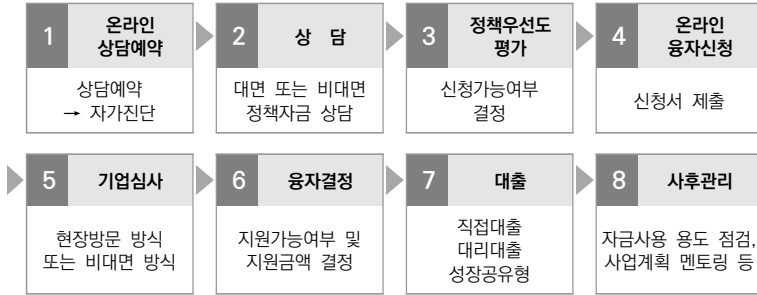 1
온라인
상담예약
상담예약
→ 자가진단
2
상 담
대면 또는 비대면
정책자금 상담
3
정책우선도
평가
신청가능여부
결정
4
온라인
융자신청
신청서 제출
5
기업심사
현장방문 방식
또는 비대면 방식
6
융자결정
지원가능여부 및
지원금액 결정
7
대출
직접대출
대리대출
성장공유형
8
사후관리
자금사용 용도 점검,
사업계획 멘토링 등